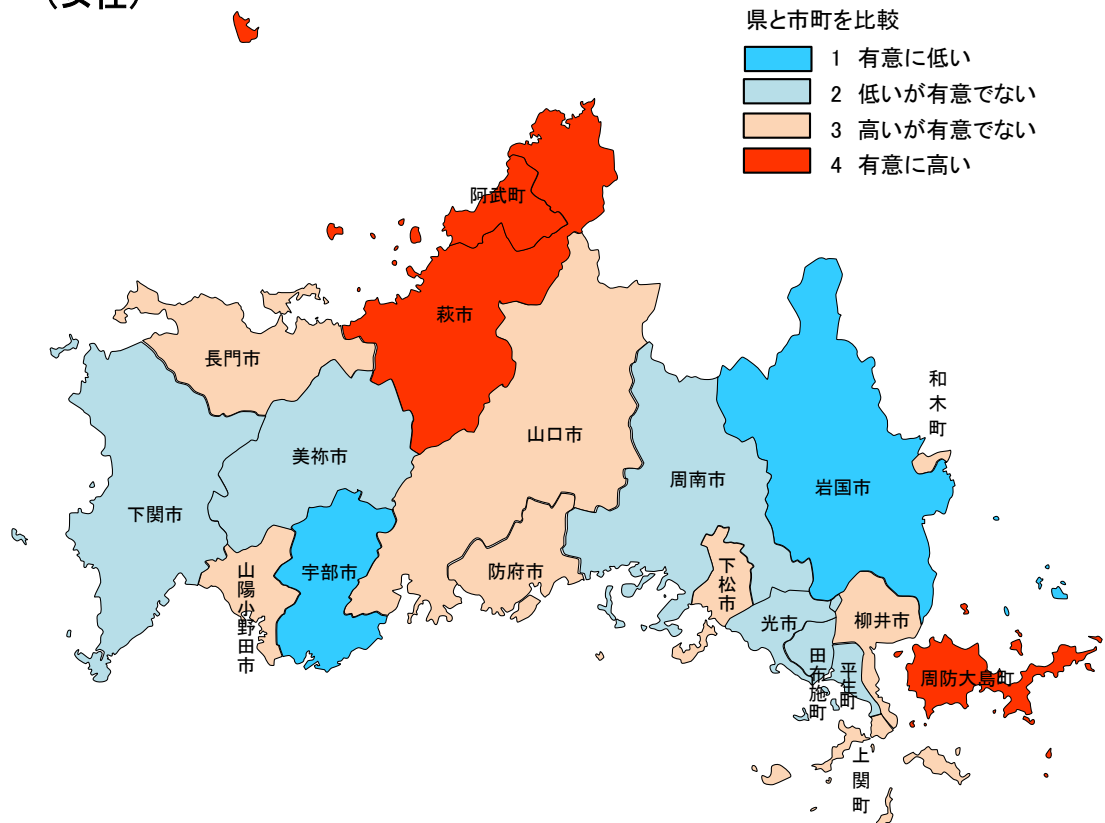 （女性）
県と市町を比較
1 有意に低い
2 低いが有意でない
3 高いが有意でない
4 有意に高い
阿武町
萩市
長門市
和木町
山口市
美祢市
周南市
岩国市
下関市
宇部市
防府市
山陽小野田市
下松市
光市
柳井市
田布施町
平生町
周防大島町
上関町